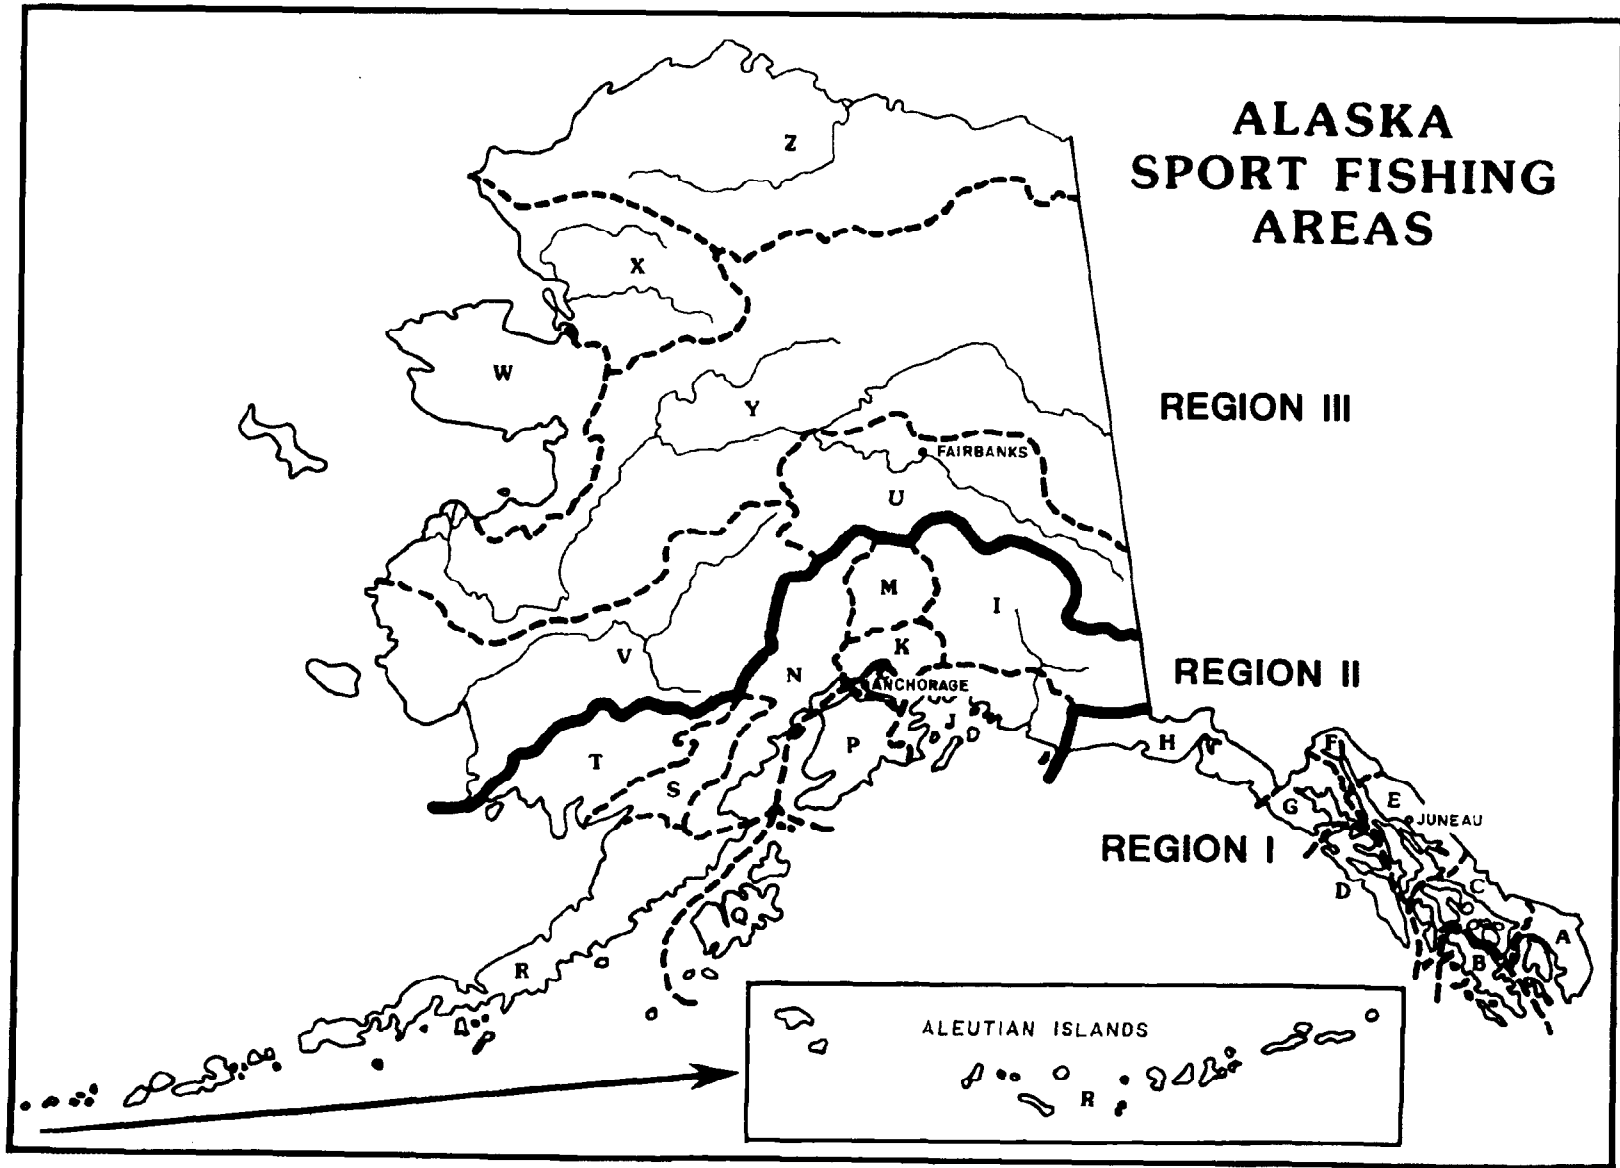 ALASKA
SPORT FISHING
AREAS
Z
X
W
Y
REGION III
FAIRBANKS
U
M
I
K
V
N
ANCHORAGE
REGION II
J
P
H
T
S
F
G
E
JUNEAU
REGION I
D
C
Q
A
B
R
ALEUTIAN ISLANDS
R